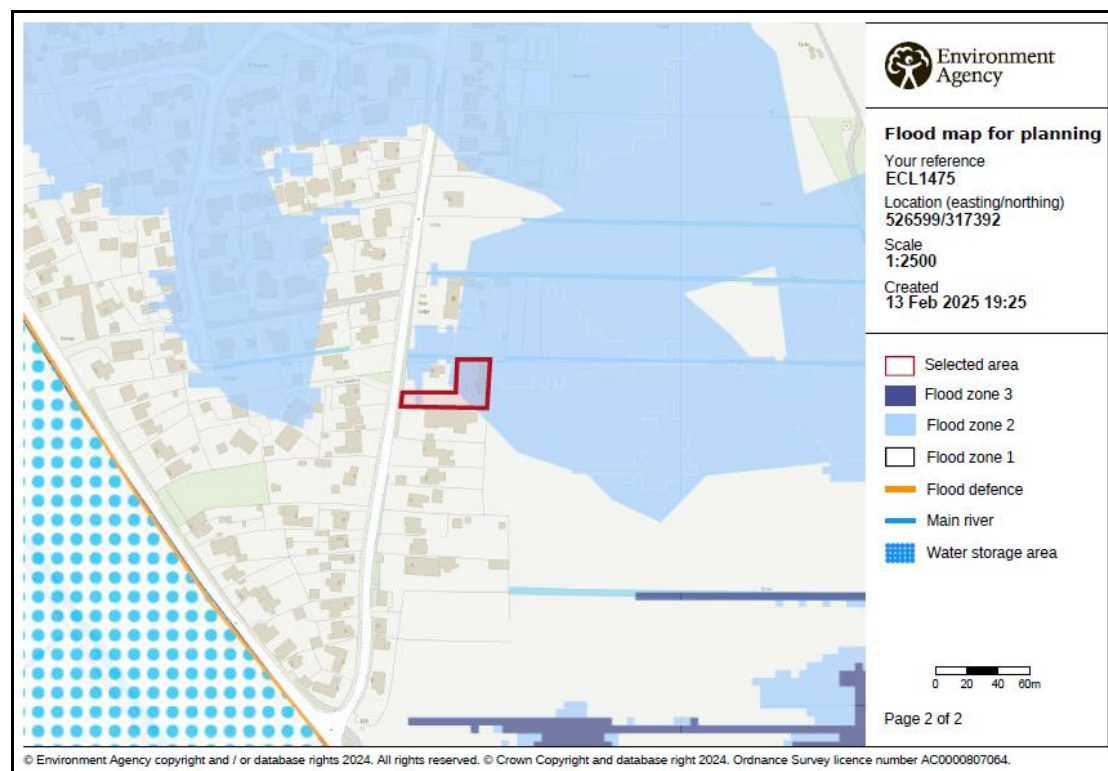 Environment
Agency
Flood map for planning
Your reference
ECL1475
Location (easting/northing)
526599/317392
Scale
1:2500
Created
13 Feb 2025 19:25
Selected area
Flood zone 3
Flood zone 2
Flood zone 1
Flood defence
Main river
Water storage area
0 20 40 60m
Page 2 of 2
© Environment Agency copyright and / or database rights 2024. All rights reserved. © Crown Copyright and database right 2024. Ordnance Survey licence number AC0000807064.